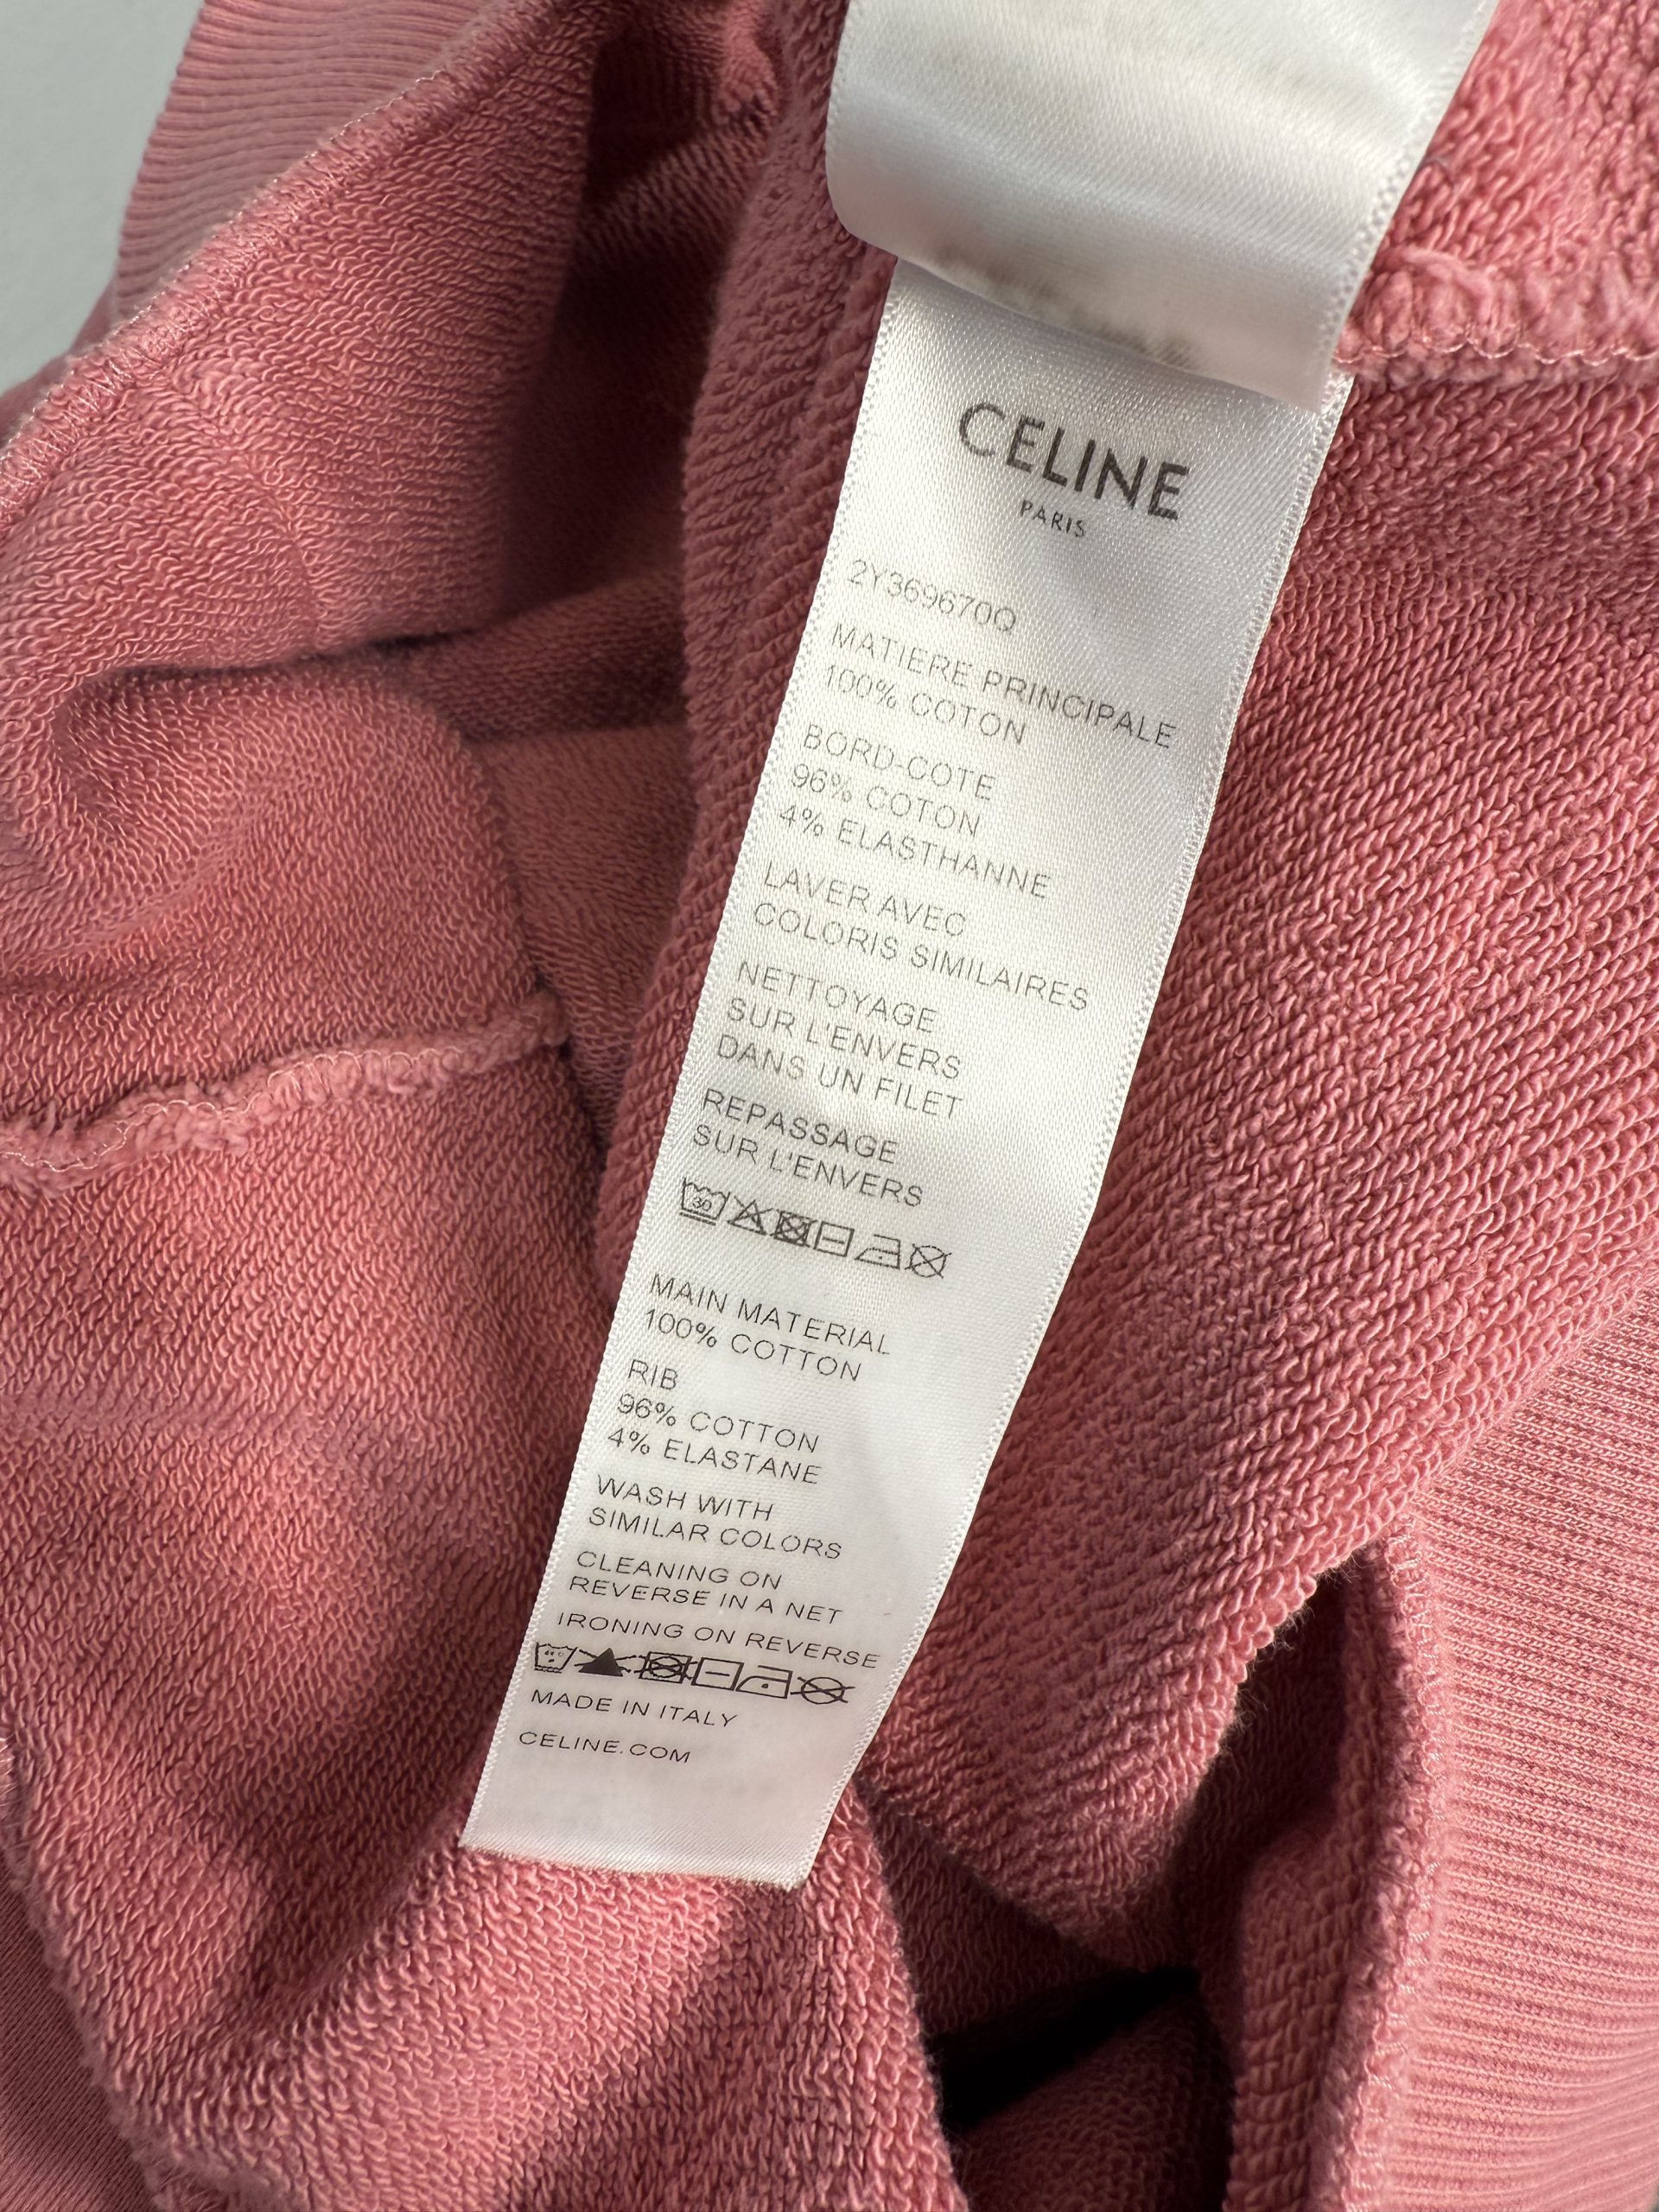 CELINE
PARIS
2Y369670Q
MATIERE PRINCIPALE
100% COTON
BORD-COTE
96% COTON
4% ELASTHANNE
LAVER AVEC
COLORIS SIMILAIRES
NETTOYAGE
SUR L'ENVERS
DANS UN FILET
REPASSAGE
SUR L'ENVERS
30
MAIN MATERIAL
100% COTTON
RIB
96% COTTON
4% ELASTANE
WASH WITH
SIMILAR COLORS
CLEANING ON
REVERSE IN A NET
IRONING ON REVERSE
MADE IN ITALY
CELINE.COM